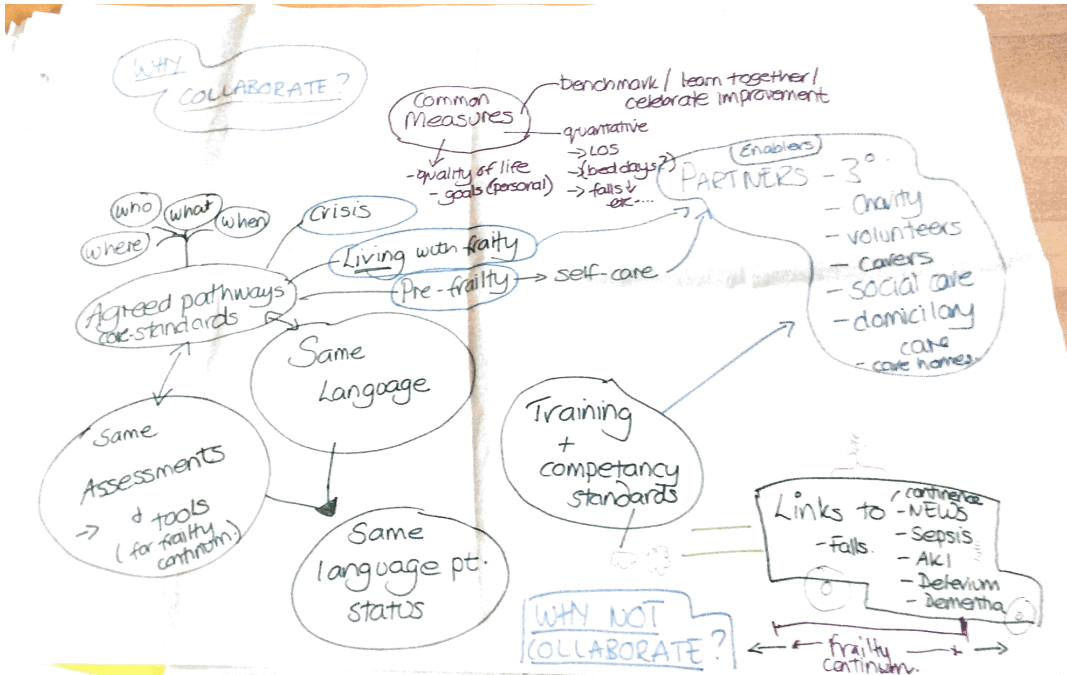 WHY
COLLABORATE?
Common
Measures
benchmark / learn together /
celebrate improvement
quantative
→ LOS
→ (bed days?)
→ falls ↓
etc....
- quality of life
- goals (personal)
Enablers
PARTNERS - 3°
- Charity
- volunteers
- carers
- social care
- domicilary
care
- care homes.
who
what
when
where
Crisis
Living with frailty
Pre-frailty → self-care
Agreed pathways
care-standards
Same
Language
Same
Assessments
& tools
→ (for frailty
continuum.)
Same
language pt.
status
Training
+
competancy
standards
Links to
- Falls.
continence
- NEWS
- Sepsis
- AKI
- Delerium
- Dementia
WHY NOT
COLLABORATE?
frailty
continuum.